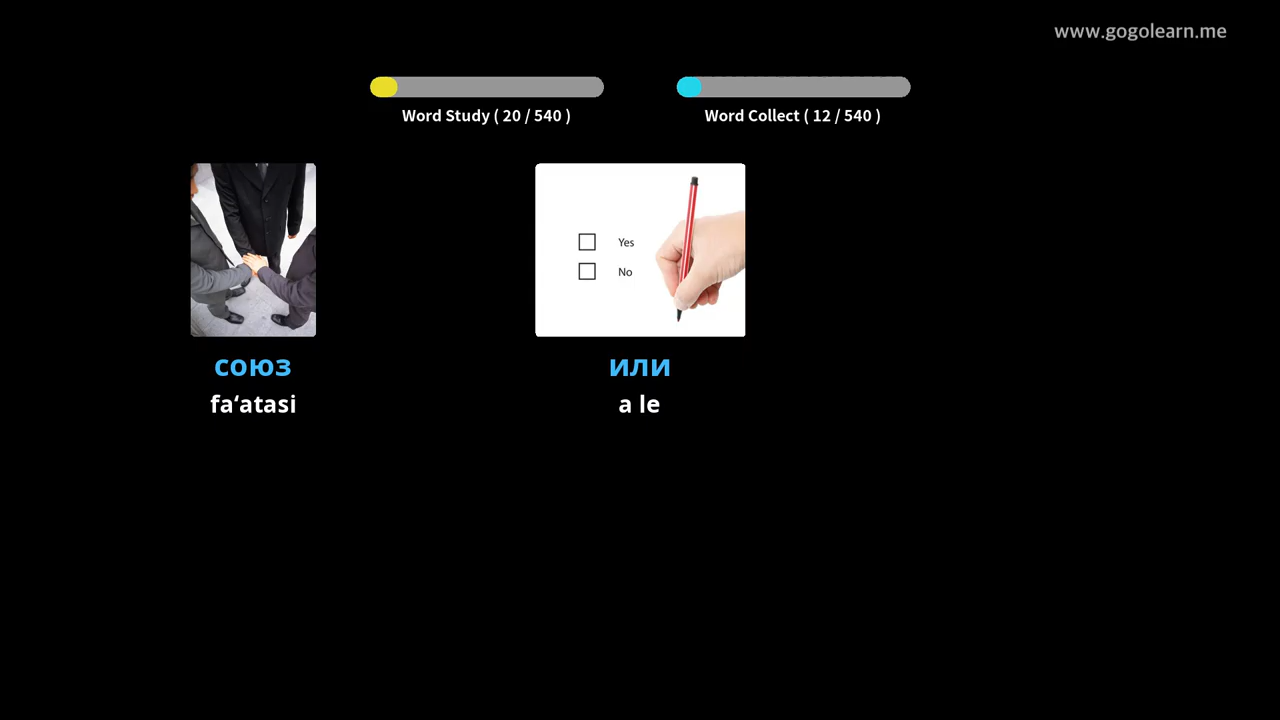 www.gogolearn.me
Word Study ( 20 / 540 )
Word Collect ( 12 / 540 )
Yes
No
союз
или
fa‘atasi
a le